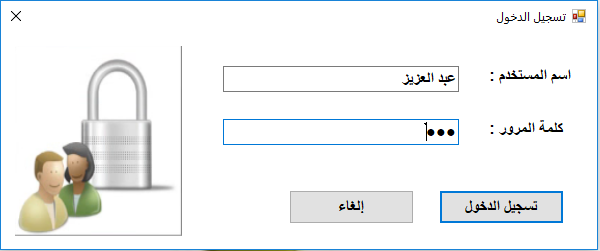 تسجيل الدخول
اسم المستخدم : عبد العزيز
كلمة المرور : •••
تسجيل الدخول إلغاء